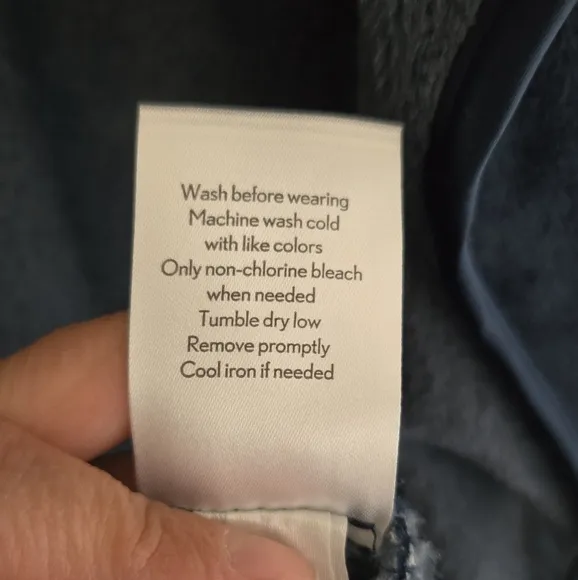 Wash before wearing
Machine wash cold
with like colors
Only non-chlorine bleach
when needed
Tumble dry low
Remove promptly
Cool iron if needed